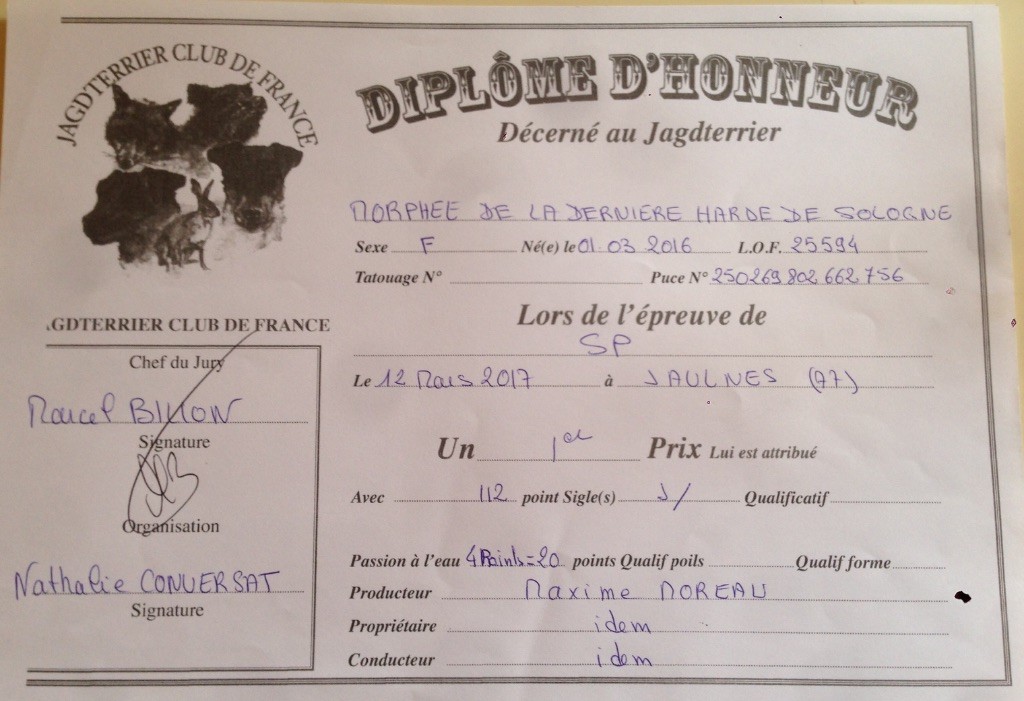 JAGDTERRIER CLUB DE FRANCE
DIPLÔME D'HONNEUR
Décerné au Jagdterrier
MORPHEE DE LA DERNIERE HARDE DE SOLOGNE
Sexe F Né(e) le 01.03 2016 L.O.F. 25594
Tatouage N° Puce N° 250269802662756
Lors de l'épreuve de
SP
Le 12 Mars 2017 à JAULNES (77)
Un 1er Prix Lui est attribué
Avec 112 point Sigle(s) J/ Qualificatif
Passion à l'eau 4 Points=20 points Qualif poils Qualif forme
Producteur Maxime MOREAU
Propriétaire idem
Conducteur idem
GDTERRIER CLUB DE FRANCE
Chef du Jury
Marcel
Signature
Organisation
Nathalie CONVERSAT
Signature